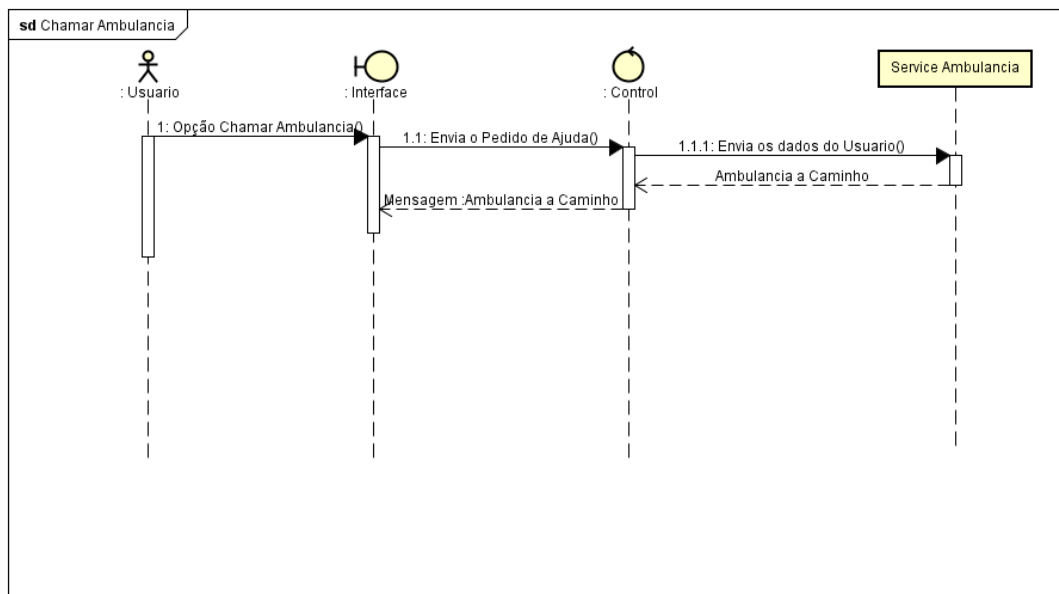 sd Chamar Ambulancia
: Usuario
: Interface
: Control
Service Ambulancia
1: Opção Chamar Ambulancia()
1.1: Envia o Pedido de Ajuda()
1.1.1: Envia os dados do Usuario()
Ambulancia a Caminho
Mensagem :Ambulancia a Caminho